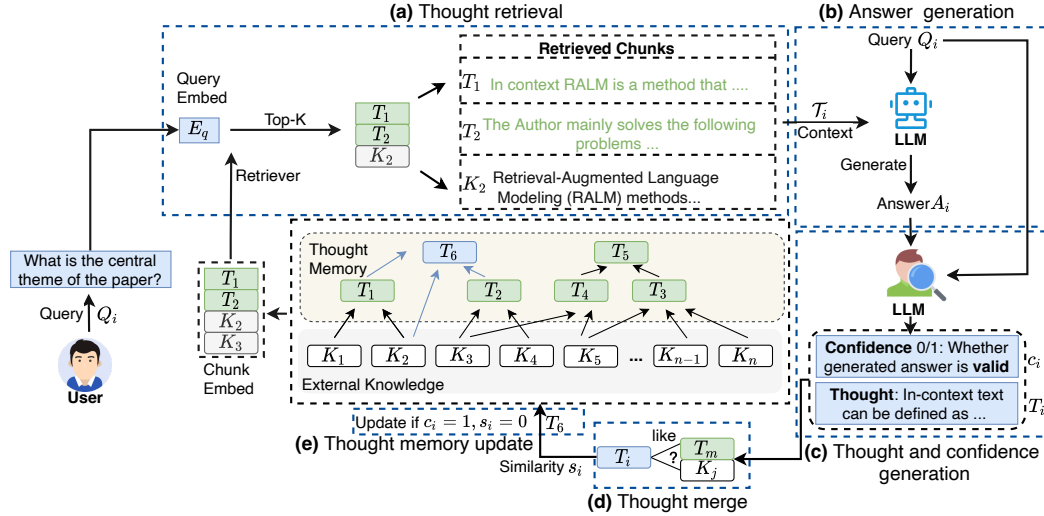 (a) Thought retrieval
Query
Embed
E_q
Top-K
Retriever
T_1
T_2
K_2
Retrieved Chunks
T_1 In context RALM is a method that ....
T_2 The Author mainly solves the following
problems ...
K_2 Retrieval-Augmented Language
Modeling (RALM) methods...
(b) Answer generation
Query Q_i
𝒯_i
Context
LLM
Generate
Answer A_i
LLM
Confidence 0/1: Whether
generated answer is valid
c_i
Thought: In-context text
can be defined as ...
T_i
(c) Thought and confidence
generation
What is the central
theme of the paper?
Query Q_i
User
T_1
T_2
K_2
K_3
Chunk
Embed
Thought
Memory
T_6
T_5
T_1
T_2
T_4
T_3
K_1
K_2
K_3
K_4
K_5
...
K_{n-1}
K_n
External Knowledge
Update if c_i = 1, s_i = 0
T_6
(e) Thought memory update
Similarity s_i
T_i
like
?
T_m
K_j
(d) Thought merge